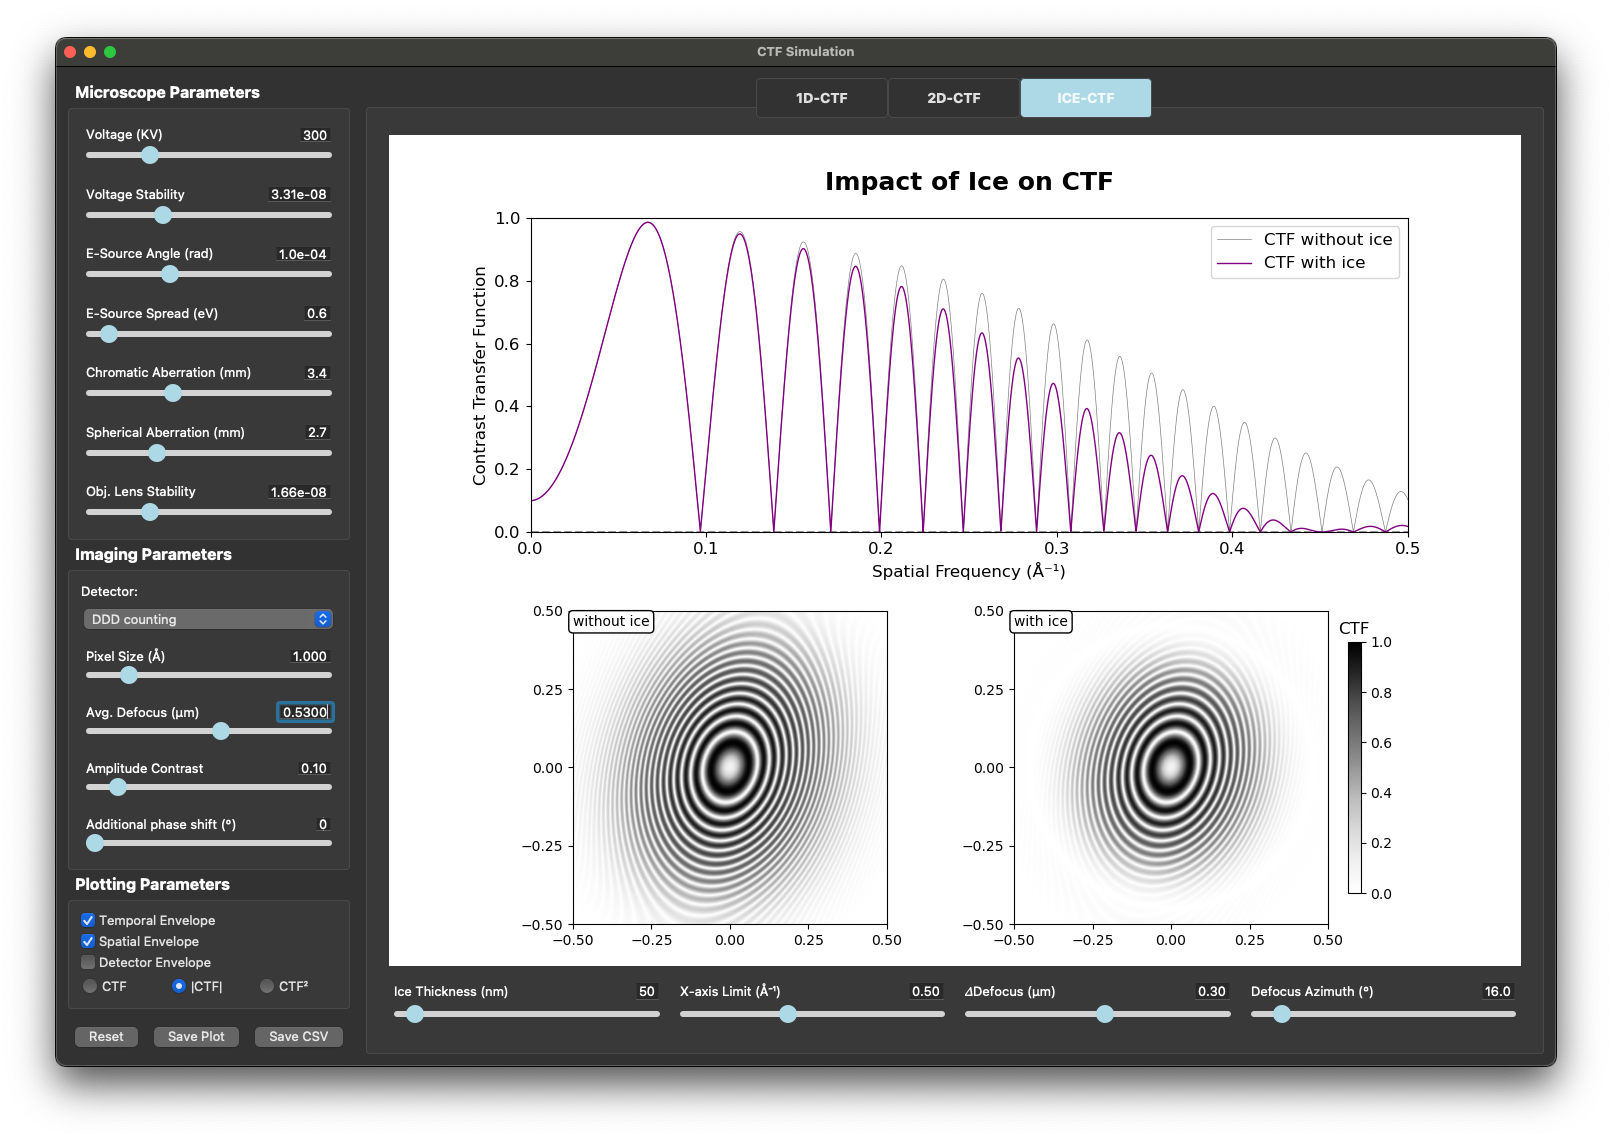 CTF Simulation
Microscope Parameters
Voltage (KV) 300
Voltage Stability 3.31e-08
E-Source Angle (rad) 1.0e-04
E-Source Spread (eV) 0.6
Chromatic Aberration (mm) 3.4
Spherical Aberration (mm) 2.7
Obj. Lens Stability 1.66e-08
Imaging Parameters
Detector:
DDD counting
Pixel Size (Å) 1.000
Avg. Defocus (µm) 0.5300
Amplitude Contrast 0.10
Additional phase shift (°) 0
Plotting Parameters
Temporal Envelope
Spatial Envelope
Detector Envelope
CTF |CTF| CTF²
Reset Save Plot Save CSV
1D-CTF 2D-CTF ICE-CTF
Impact of Ice on CTF
CTF without ice
CTF with ice
Contrast Transfer Function
1.0
0.8
0.6
0.4
0.2
0.0
0.0 0.1 0.2 0.3 0.4 0.5
Spatial Frequency (Å⁻¹)
without ice
0.50
0.25
0.00
−0.25
−0.50
−0.50 −0.25 0.00 0.25 0.50
with ice
0.50
0.25
0.00
−0.25
−0.50
−0.50 −0.25 0.00 0.25 0.50
CTF
1.0
0.8
0.6
0.4
0.2
0.0
Ice Thickness (nm) 50
X-axis Limit (Å⁻¹) 0.50
ΔDefocus (µm) 0.30
Defocus Azimuth (°) 16.0